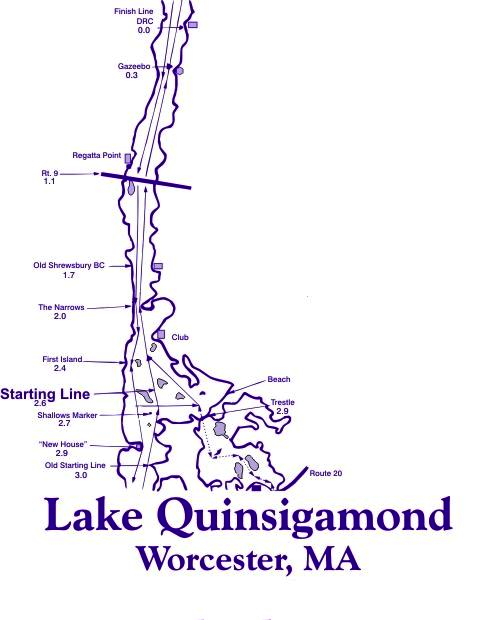 Finish Line
DRC
0.0
Gazeebo
0.3
Regatta Point
Rt. 9
1.1
Old Shrewsbury BC
1.7
The Narrows
2.0
Club
First Island
2.4
Beach
Starting Line
2.6
Trestle
2.9
Shallows Marker
2.7
“New House”
2.9
Old Starting Line
3.0
Route 20
Lake Quinsigamond
Worcester, MA